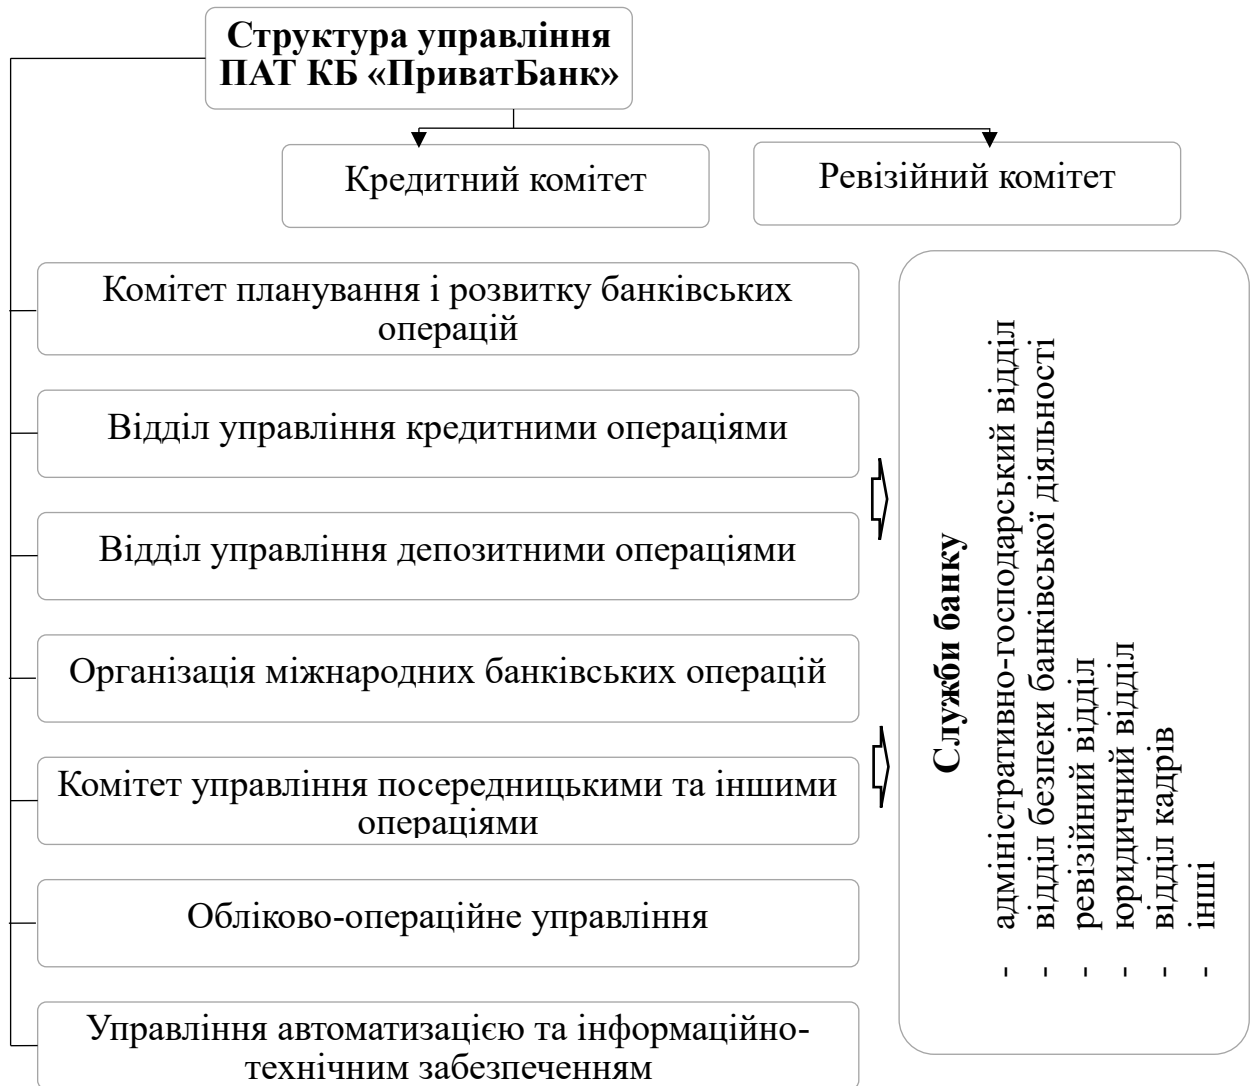 Структура управління
ПАТ КБ «ПриватБанк»
Кредитний комітет
Ревізійний комітет
Комітет планування і розвитку банківських
операцій
Відділ управління кредитними операціями
Відділ управління депозитними операціями
Організація міжнародних банківських операцій
Комітет управління посередницькими та іншими
операціями
Обліково-операційне управління
Управління автоматизацією та інформаційно-
технічним забезпеченням
Служби банку
- адміністративно-господарський відділ
- відділ безпеки банківської діяльності
- ревізійний відділ
- юридичний відділ
- відділ кадрів
- інші